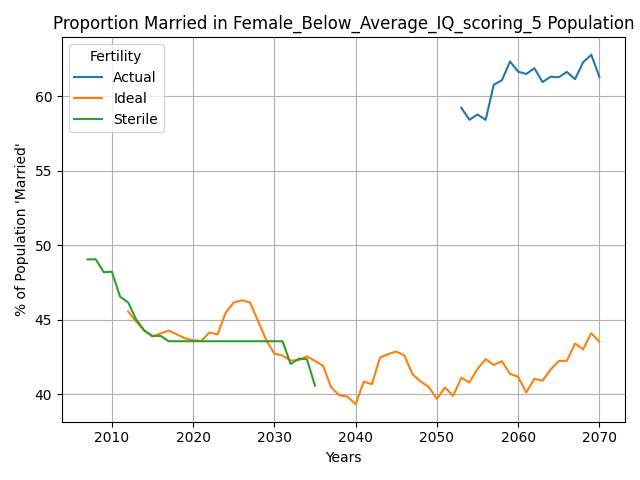 Proportion Married in Female_Below_Average_IQ_scoring_5 Population
Fertility
Actual
Ideal
Sterile
% of Population 'Married'
60
55
50
45
40
2010 2020 2030 2040 2050 2060 2070
Years